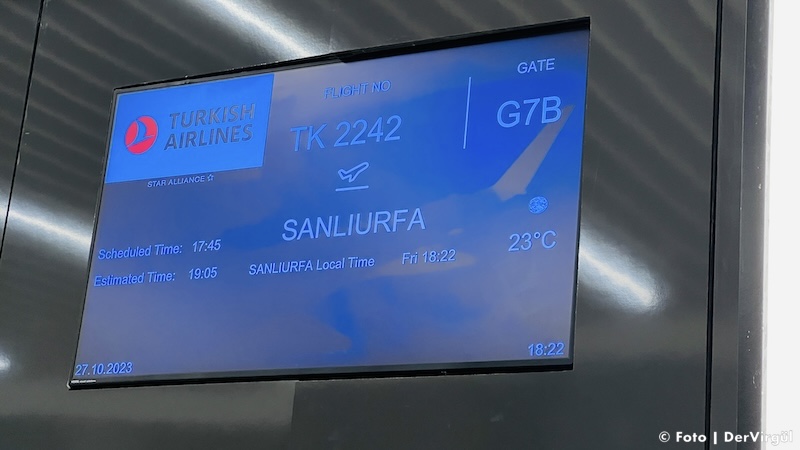 TURKISH
AIRLINES
STAR ALLIANCE
FLIGHT NO
TK 2242
GATE
G7B
SANLIURFA
23°C
Scheduled Time: 17:45
Estimated Time: 19:05
SANLIURFA Local Time Fri 18:22
27.10.2023
18:22
© Foto | DerVirgül